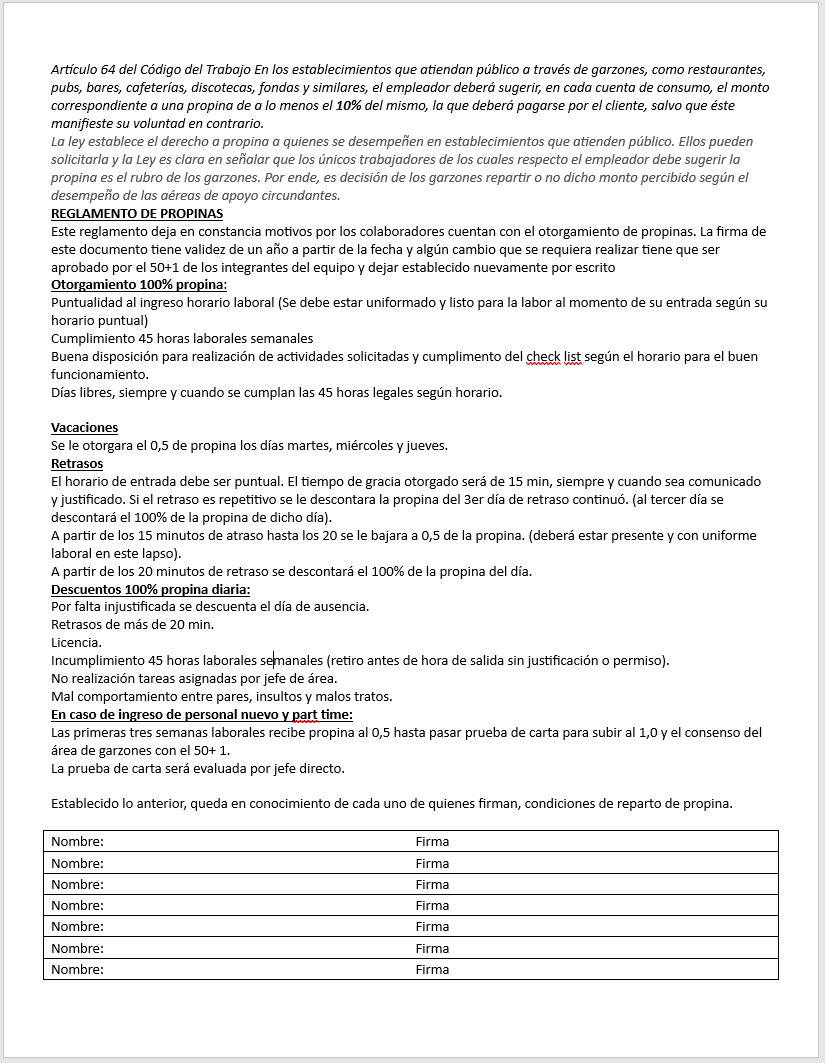 Artículo 64 del Código del Trabajo En los establecimientos que atiendan público a través de garzones, como restaurantes,
pubs, bares, cafeterías, discotecas, fondas y similares, el empleador deberá sugerir, en cada cuenta de consumo, el monto
correspondiente a una propina de a lo menos el 10% del mismo, la que deberá pagarse por el cliente, salvo que éste
manifieste su voluntad en contrario.
La ley establece el derecho a propina a quienes se desempeñen en establecimientos que atienden público. Ellos pueden
solicitarla y la Ley es clara en señalar que los únicos trabajadores de los cuales respecto el empleador debe sugerir la
propina es el rubro de los garzones. Por ende, es decisión de los garzones repartir o no dicho monto percibido según el
desempeño de las aéreas de apoyo circundantes.
REGLAMENTO DE PROPINAS
Este reglamento deja en constancia motivos por los colaboradores cuentan con el otorgamiento de propinas. La firma de
este documento tiene validez de un año a partir de la fecha y algún cambio que se requiera realizar tiene que ser
aprobado por el 50+1 de los integrantes del equipo y dejar establecido nuevamente por escrito
Otorgamiento 100% propina:
Puntualidad al ingreso horario laboral (Se debe estar uniformado y listo para la labor al momento de su entrada según su
horario puntual)
Cumplimiento 45 horas laborales semanales
Buena disposición para realización de actividades solicitadas y cumplimento del check list según el horario para el buen
funcionamiento.
Días libres, siempre y cuando se cumplan las 45 horas legales según horario.
Vacaciones
Se le otorgara el 0,5 de propina los días martes, miércoles y jueves.
Retrasos
El horario de entrada debe ser puntual. El tiempo de gracia otorgado será de 15 min, siempre y cuando sea comunicado
y justificado. Si el retraso es repetitivo se le descontara la propina del 3er día de retraso continuó. (al tercer día se
descontará el 100% de la propina de dicho día).
A partir de los 15 minutos de atraso hasta los 20 se le bajara a 0,5 de la propina. (deberá estar presente y con uniforme
laboral en este lapso).
A partir de los 20 minutos de retraso se descontará el 100% de la propina del día.
Descuentos 100% propina diaria:
Por falta injustificada se descuenta el día de ausencia.
Retrasos de más de 20 min.
Licencia.
Incumplimiento 45 horas laborales semanales (retiro antes de hora de salida sin justificación o permiso).
No realización tareas asignadas por jefe de área.
Mal comportamiento entre pares, insultos y malos tratos.
En caso de ingreso de personal nuevo y part time:
Las primeras tres semanas laborales recibe propina al 0,5 hasta pasar prueba de carta para subir al 1,0 y el consenso del
área de garzones con el 50+ 1.
La prueba de carta será evaluada por jefe directo.
Establecido lo anterior, queda en conocimiento de cada uno de quienes firman, condiciones de reparto de propina.
Nombre: Firma
Nombre: Firma
Nombre: Firma
Nombre: Firma
Nombre: Firma
Nombre: Firma
Nombre: Firma